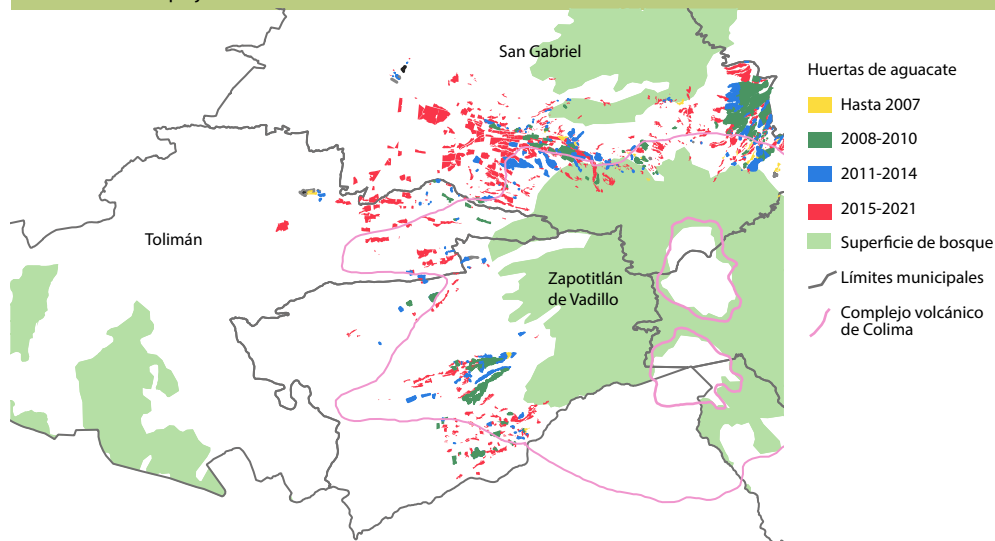 San Gabriel
Tolimán
Zapotitlán
de Vadillo
Huertas de aguacate
Hasta 2007
2008-2010
2011-2014
2015-2021
Superficie de bosque
Límites municipales
Complejo volcánico
de Colima